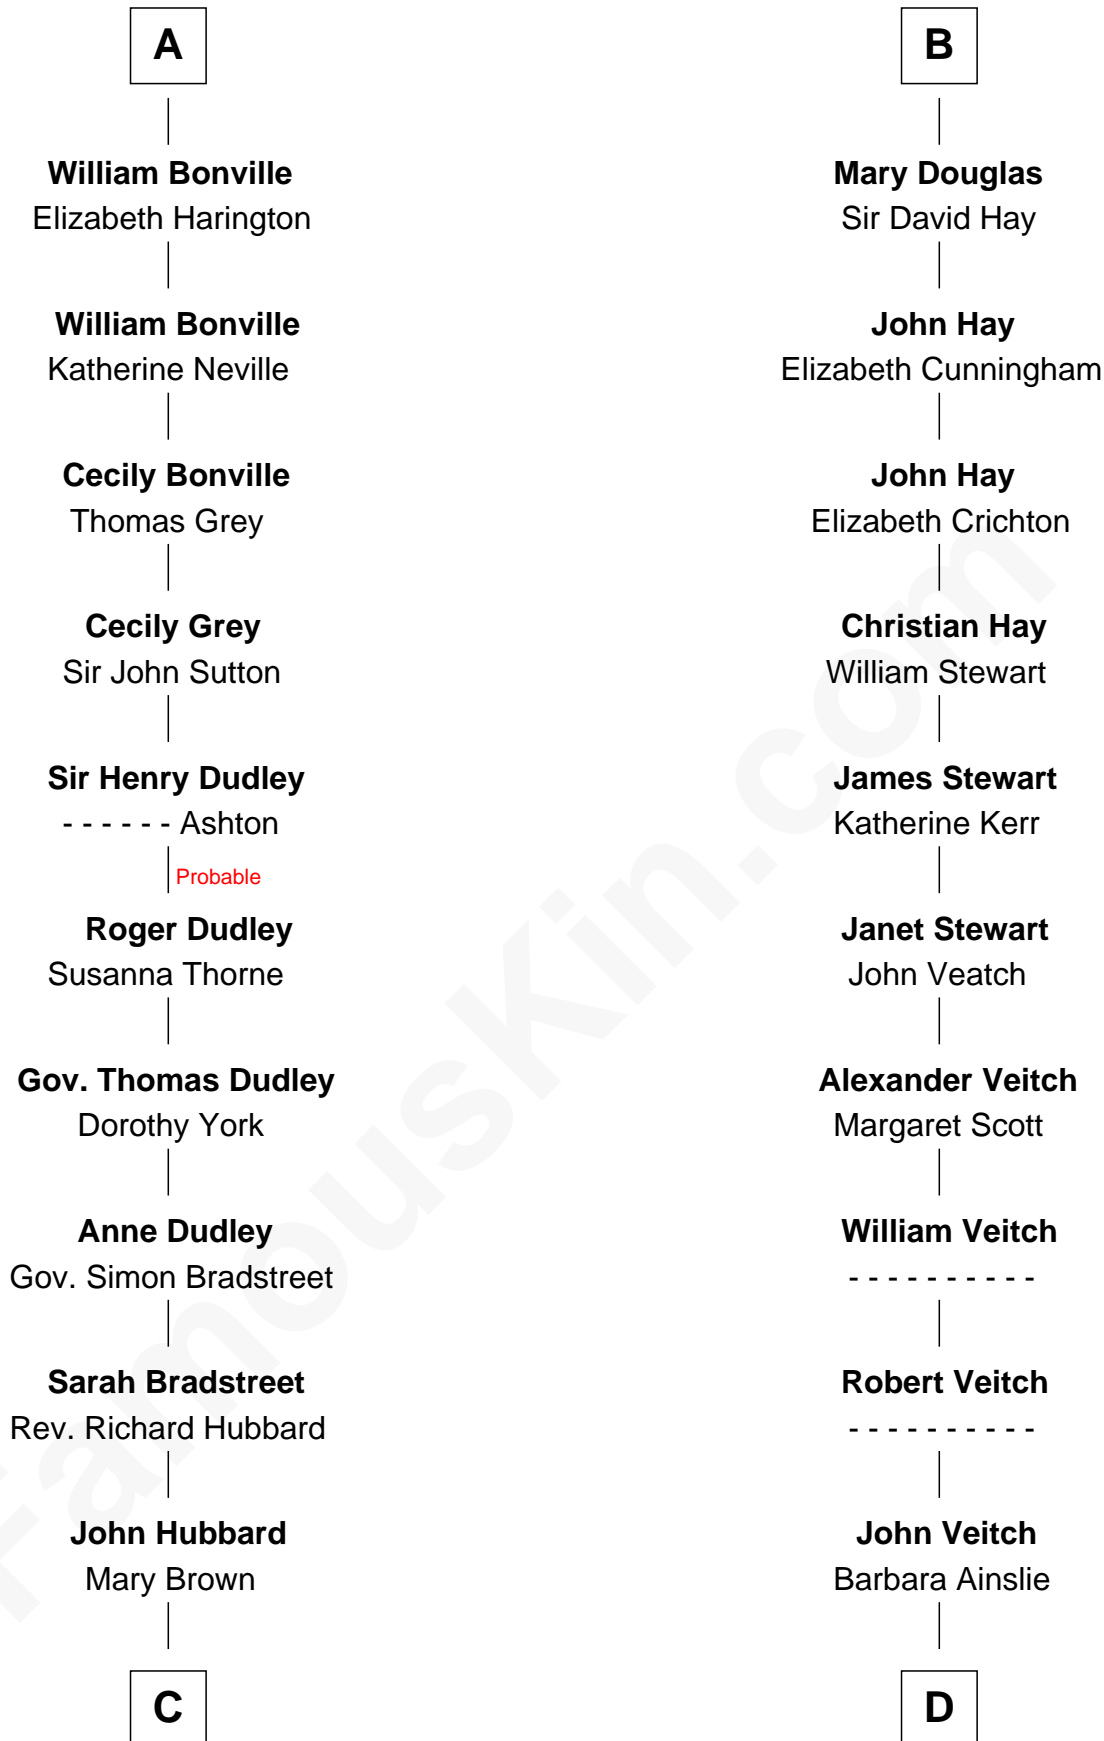 A
William Bonville
Elizabeth Harington
William Bonville
Katherine Neville
Cecily Bonville
Thomas Grey
Cecily Grey
Sir John Sutton
Sir Henry Dudley
- - - - - - Ashton
Probable
Roger Dudley
Susanna Thorne
Gov. Thomas Dudley
Dorothy York
Anne Dudley
Gov. Simon Bradstreet
Sarah Bradstreet
Rev. Richard Hubbard
John Hubbard
Mary Brown
C
B
Mary Douglas
Sir David Hay
John Hay
Elizabeth Cunningham
John Hay
Elizabeth Crichton
Christian Hay
William Stewart
James Stewart
Katherine Kerr
Janet Stewart
John Veatch
Alexander Veitch
Margaret Scott
William Veitch
- - - - - - - - - -
Robert Veitch
- - - - - - - - - -
John Veitch
Barbara Ainslie
D
FamousKin.com